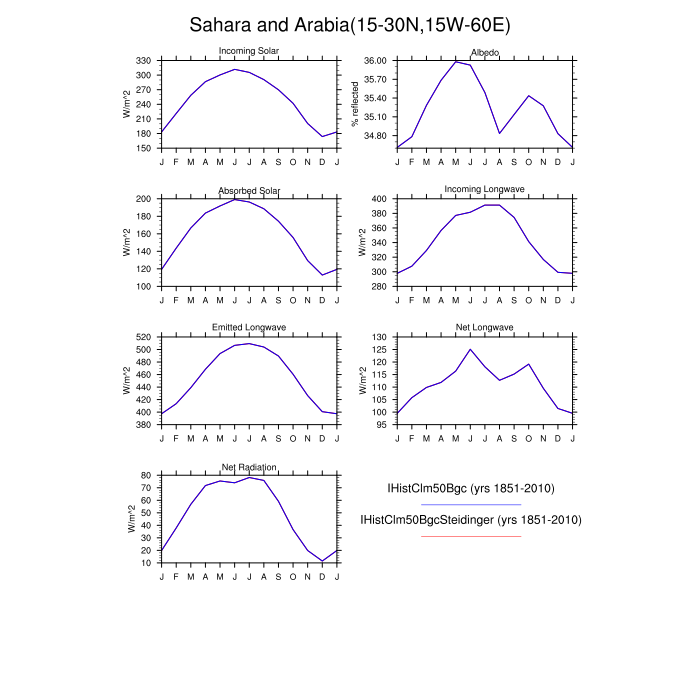 Sahara and Arabia(15-30N,15W-60E)
Incoming Solar
W/m^2
330
300
270
240
210
180
150
J F M A M J J A S O N D J
Albedo
% reflected
36.00
35.70
35.40
35.10
34.80
J F M A M J J A S O N D J
Absorbed Solar
W/m^2
200
180
160
140
120
100
J F M A M J J A S O N D J
Incoming Longwave
W/m^2
400
380
360
340
320
300
280
J F M A M J J A S O N D J
Emitted Longwave
W/m^2
520
500
480
460
440
420
400
380
J F M A M J J A S O N D J
Net Longwave
W/m^2
130
125
120
115
110
105
100
95
J F M A M J J A S O N D J
Net Radiation
W/m^2
80
70
60
50
40
30
20
10
J F M A M J J A S O N D J
IHistClm50Bgc (yrs 1851-2010)
IHistClm50BgcSteidinger (yrs 1851-2010)